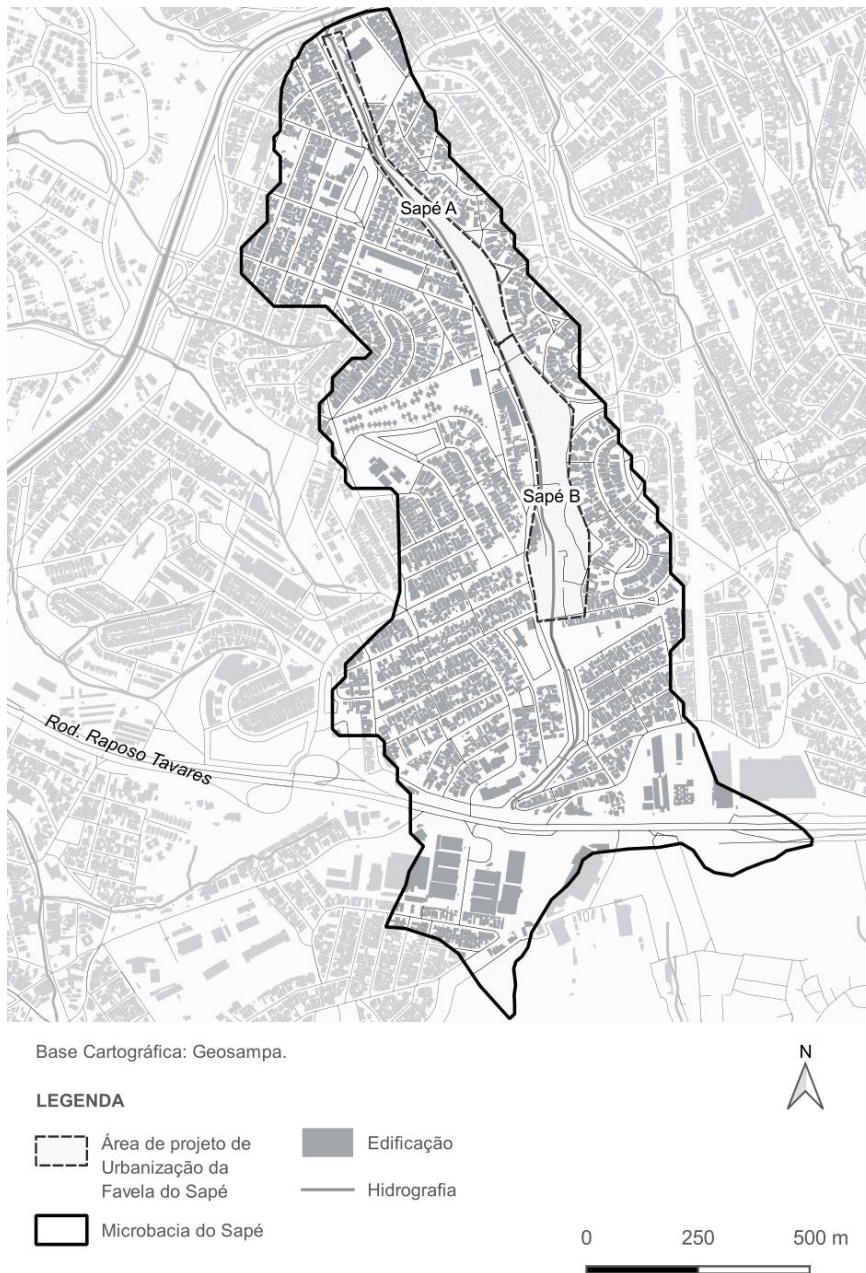 Sapé A
Sapé B
Rod. Raposo Tavares
Base Cartográfica: Geosampa.
N
LEGENDA
Área de projeto de
Urbanização da
Favela do Sapé
Edificação
Hidrografia
Microbacia do Sapé
0 250 500 m